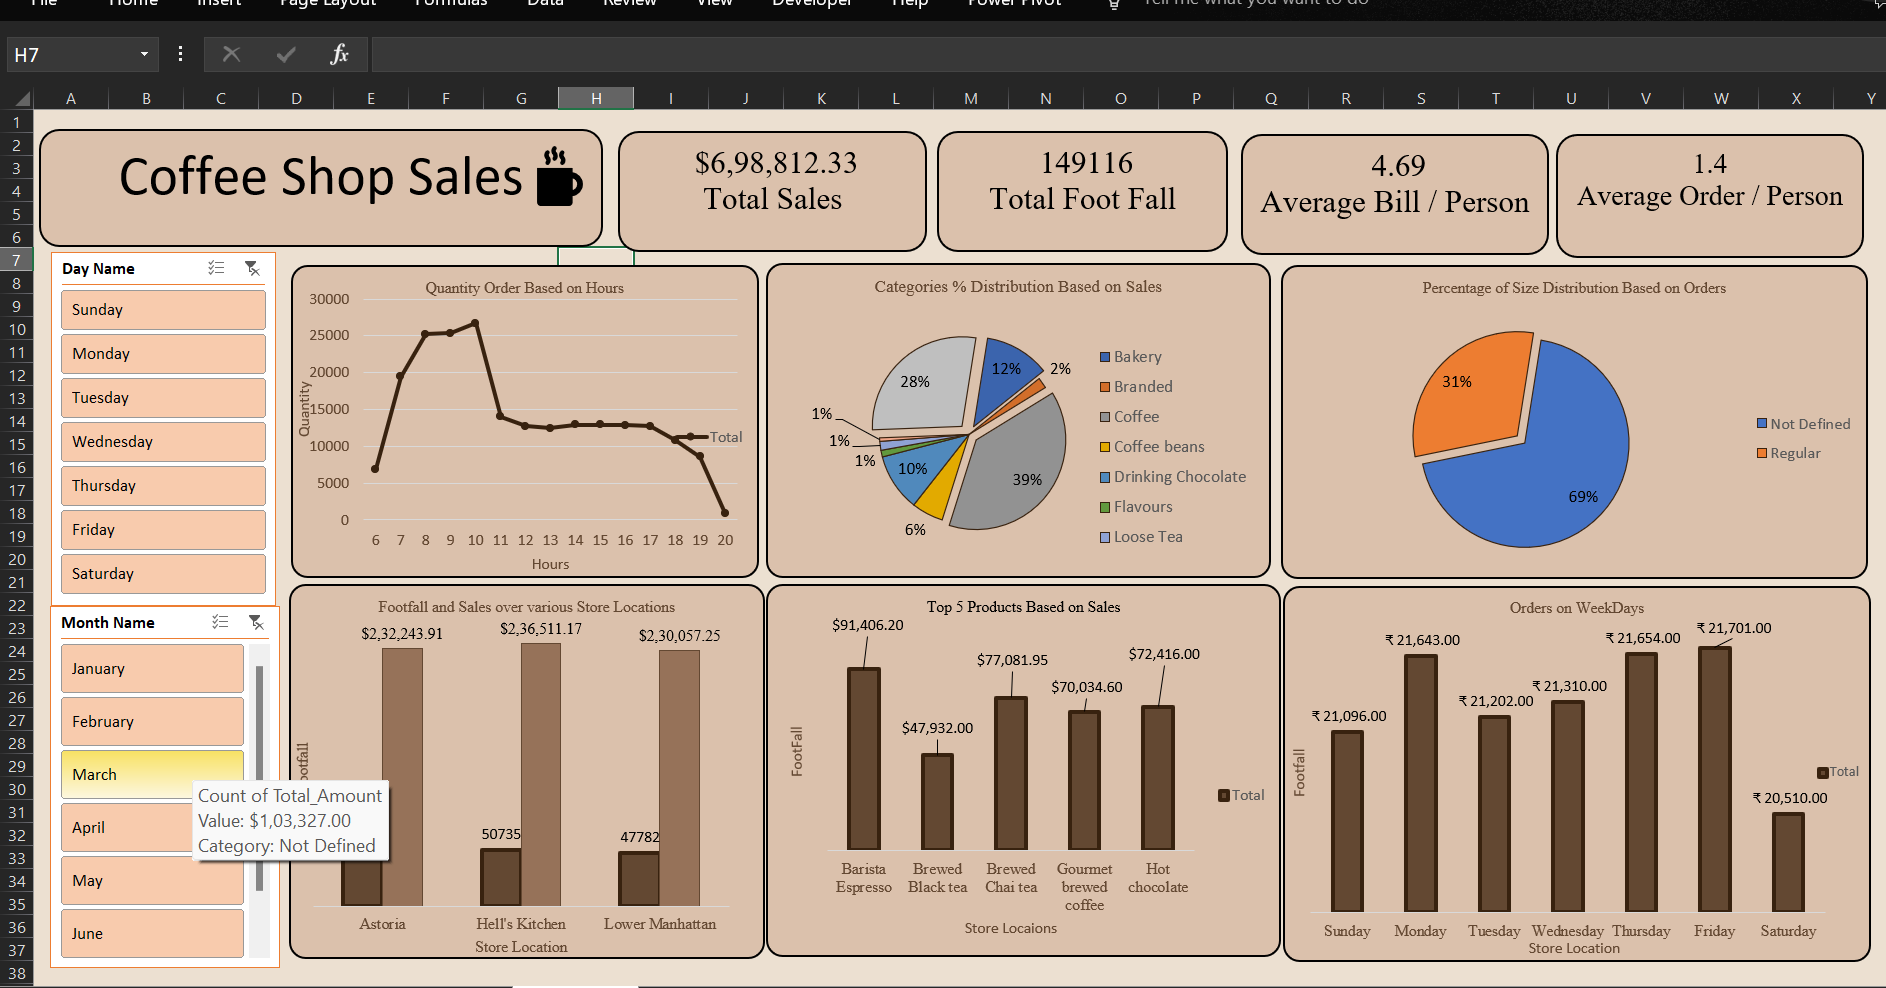 File Home Insert Page Layout Formulas Data Review View Developer Help Power Pivot Tell me what you want to do
H7 fx
A B C D E F G H I J K L M N O P Q R S T U V W X Y
1
2
3
4
5
6
7
8
9
10
11
12
13
14
15
16
17
18
19
20
21
22
23
24
25
26
27
28
29
30
31
32
33
34
35
36
37
38
Coffee Shop Sales
$6,98,812.33
Total Sales
149116
Total Foot Fall
4.69
Average Bill / Person
1.4
Average Order / Person
Day Name
Sunday
Monday
Tuesday
Wednesday
Thursday
Friday
Saturday
Month Name
January
February
March
April
May
June
Count of Total_Amount
Value: $1,03,327.00
Category: Not Defined
Quantity Order Based on Hours
30000
25000
20000
15000
10000
5000
0
Quantity
Total
6 7 8 9 10 11 12 13 14 15 16 17 18 19 20
Hours
Categories % Distribution Based on Sales
28%
12%
2%
1%
1%
1%
10%
39%
6%
Bakery
Branded
Coffee
Coffee beans
Drinking Chocolate
Flavours
Loose Tea
Percentage of Size Distribution Based on Orders
31%
69%
Not Defined
Regular
Footfall and Sales over various Store Locations
$2,32,243.91
$2,36,511.17
$2,30,057.25
50735
47782
ootfall
Astoria
Hell's Kitchen
Lower Manhattan
Store Location
Top 5 Products Based on Sales
$91,406.20
$47,932.00
$77,081.95
$70,034.60
$72,416.00
FootFall
Total
Barista
Espresso
Brewed
Black tea
Brewed
Chai tea
Gourmet
brewed
coffee
Hot
chocolate
Store Locaions
Orders on WeekDays
₹ 21,096.00
₹ 21,643.00
₹ 21,202.00
₹ 21,310.00
₹ 21,654.00
₹ 21,701.00
₹ 20,510.00
Footfall
Total
Sunday
Monday
Tuesday
Wednesday
Thursday
Friday
Saturday
Store Location